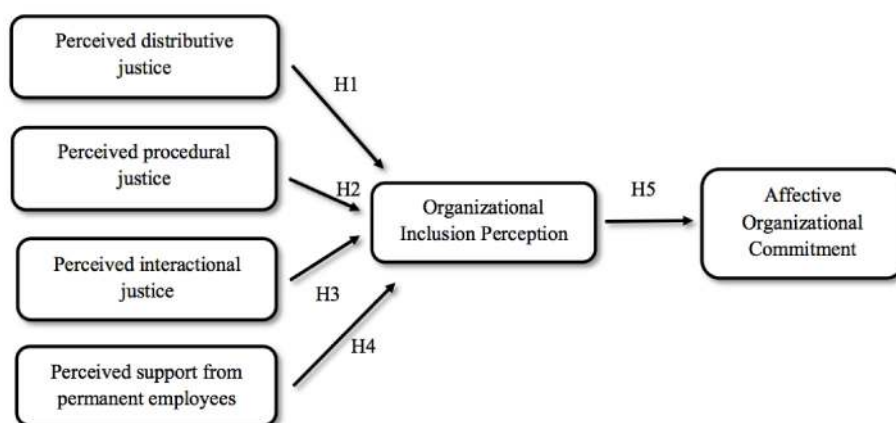 Perceived distributive
justice
H1
Perceived procedural
justice
H2
Organizational
Inclusion Perception
H5
Affective
Organizational
Commitment
Perceived interactional
justice
H3
H4
Perceived support from
permanent employees